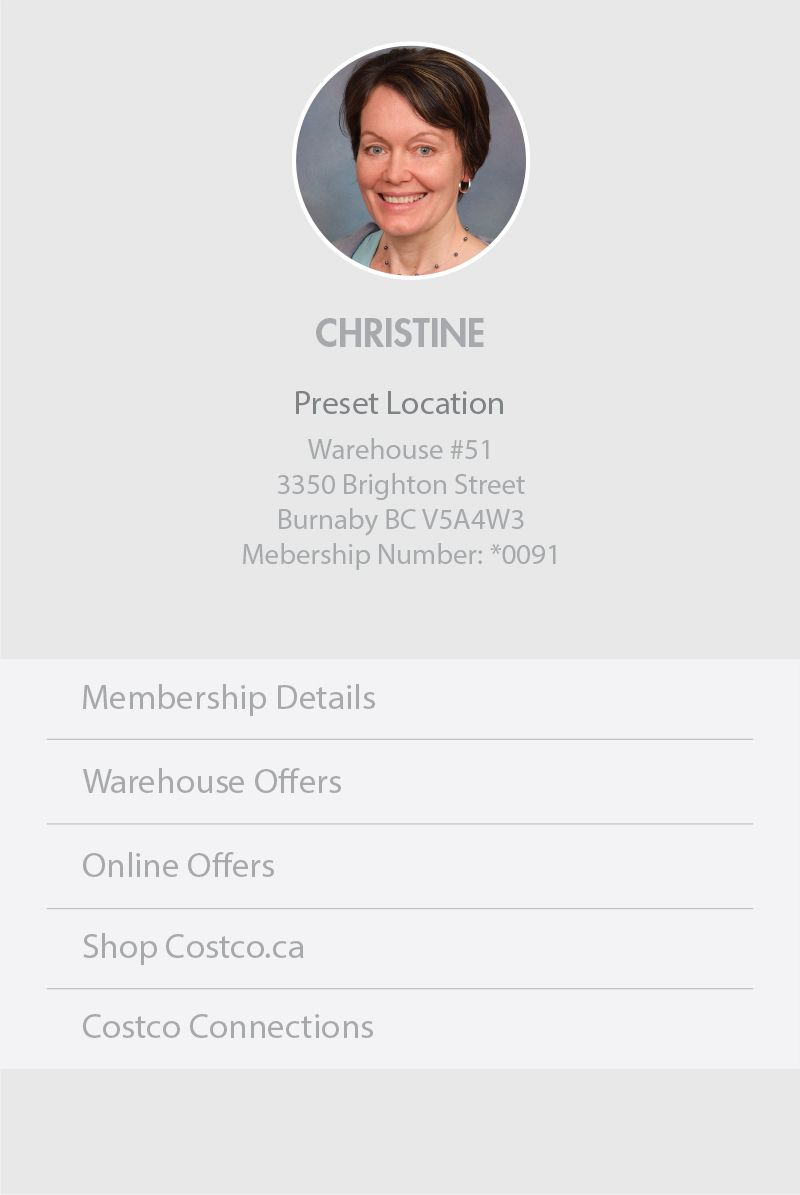 CHRISTINE
Preset Location
Warehouse #51
3350 Brighton Street
Burnaby BC V5A4W3
Mebership Number: *0091
Membership Details
Warehouse Offers
Online Offers
Shop Costco.ca
Costco Connections